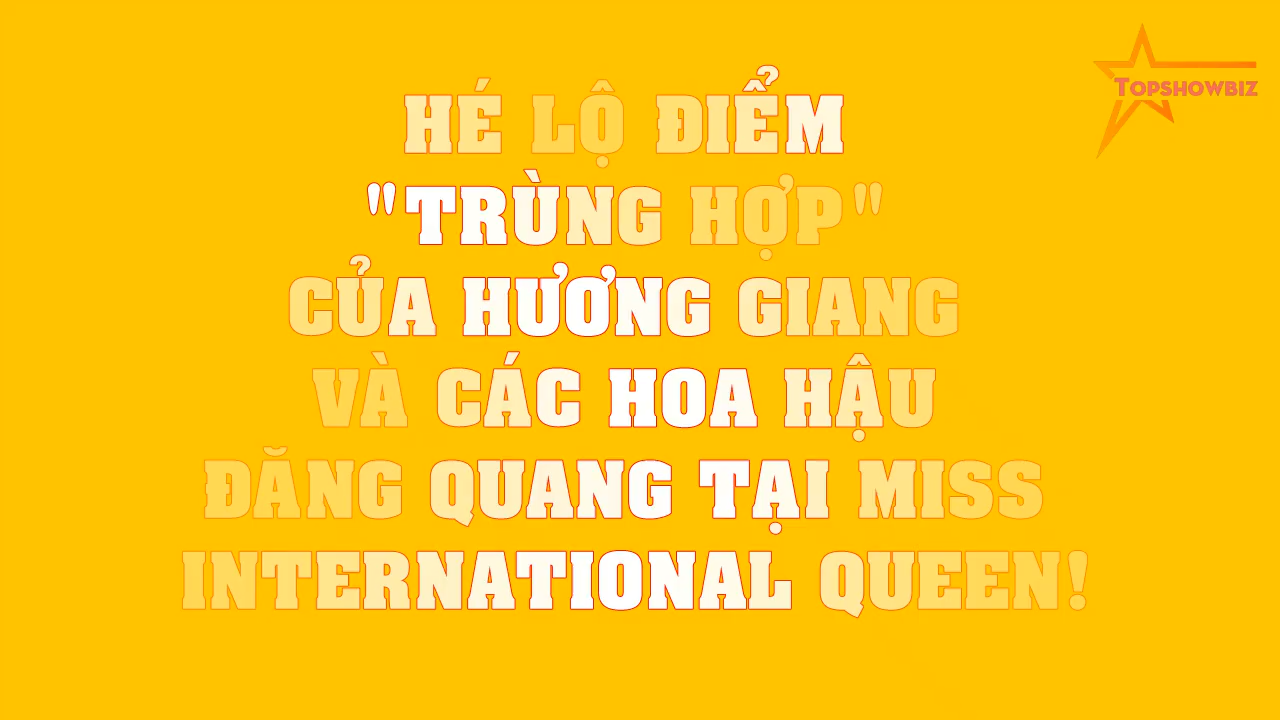 TOPSHOWBIZ
HÉ LỘ ĐIỂM
"TRÙNG HỢP"
CỦA HƯƠNG GIANG
VÀ CÁC HOA HẬU
ĐĂNG QUANG TẠI MISS
INTERNATIONAL QUEEN!